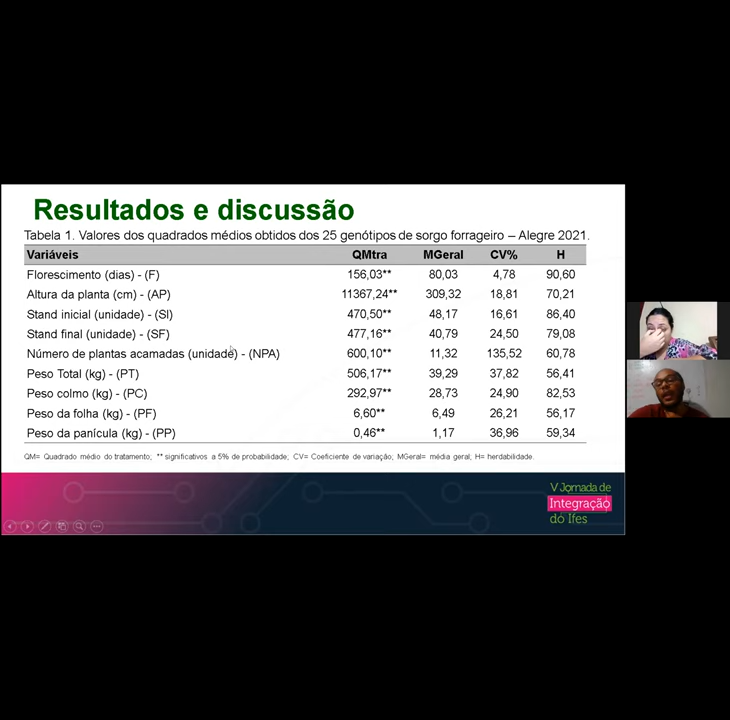 Resultados e discussão
Tabela 1. Valores dos quadrados médios obtidos dos 25 genótipos de sorgo forrageiro – Alegre 2021.
Variáveis QMtra MGeral CV% H
Florescimento (dias) - (F) 156,03** 80,03 4,78 90,60
Altura da planta (cm) - (AP) 11367,24** 309,32 18,81 70,21
Stand inicial (unidade) - (SI) 470,50** 48,17 16,61 86,40
Stand final (unidade) - (SF) 477,16** 40,79 24,50 79,08
Número de plantas acamadas (unidade) - (NPA) 600,10** 11,32 135,52 60,78
Peso Total (kg) - (PT) 506,17** 39,29 37,82 56,41
Peso colmo (kg) - (PC) 292,97** 28,73 24,90 82,53
Peso da folha (kg) - (PF) 6,60** 6,49 26,21 56,17
Peso da panícula (kg) - (PP) 0,46** 1,17 36,96 59,34
QM= Quadrado médio do tratamento; ** significativos a 5% de probabilidade; CV= Coeficiente de variação; MGeral= média geral; H= herdabilidade.
V Jornada de
Integração
do Ifes